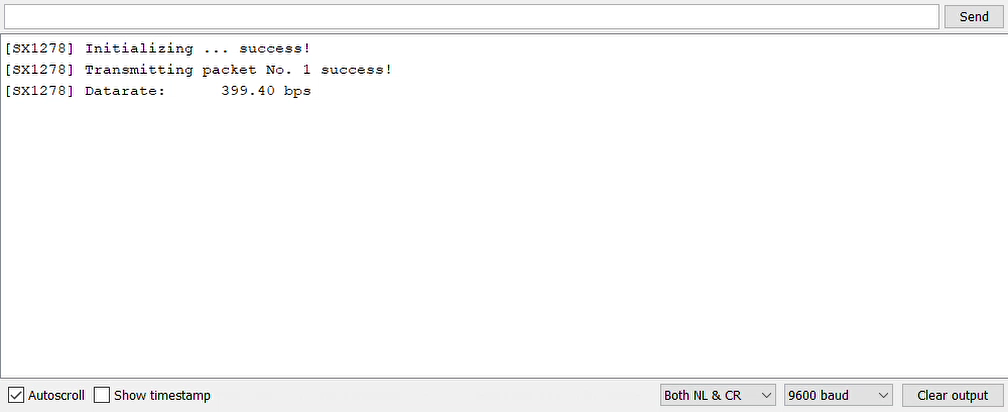 Send
[SX1278] Initializing ... success!
[SX1278] Transmitting packet No. 1 success!
[SX1278] Datarate:      399.40 bps
Autoscroll Show timestamp Both NL & CR 9600 baud Clear output